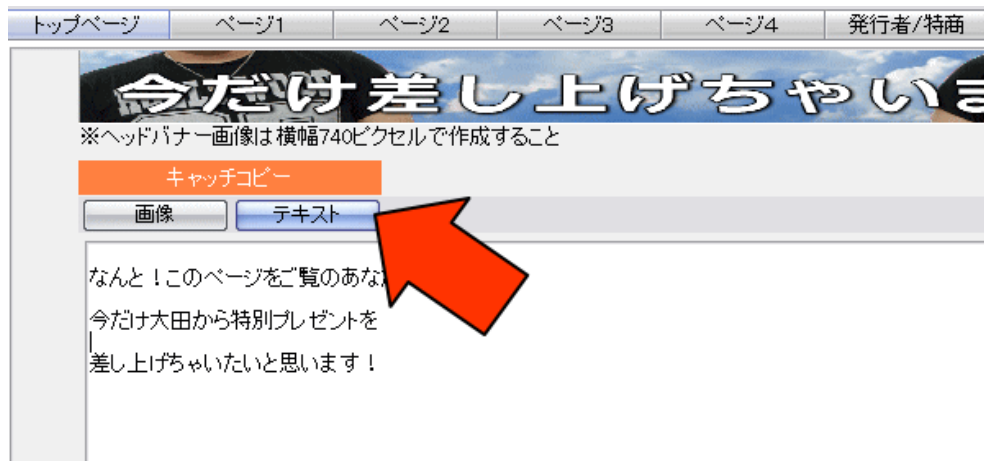 トップページ ページ1 ページ2 ページ3 ページ4 発行者/特商
今だけ差し上げちゃいま
※ヘッドバナー画像は横幅740ピクセルで作成すること
キャッチコピー
画像 テキスト
なんと！このページをご覧のあな
今だけ大田から特別プレゼントを
差し上げちゃいたいと思います！